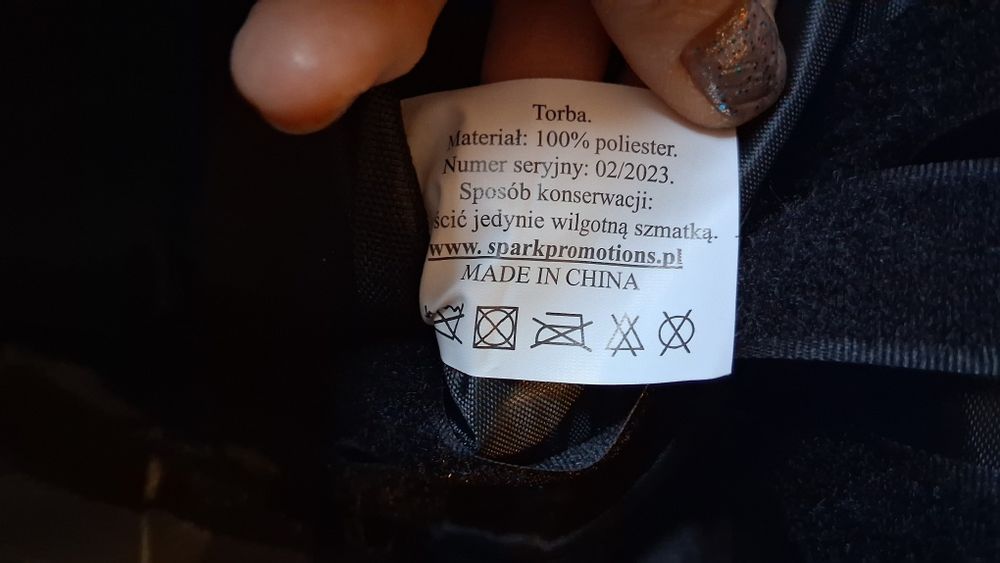 Torba.
Materiał: 100% poliester.
Numer seryjny: 02/2023.
Sposób konserwacji:
ścić jedynie wilgotną szmatką.
www. sparkpromotions.pl
MADE IN CHINA